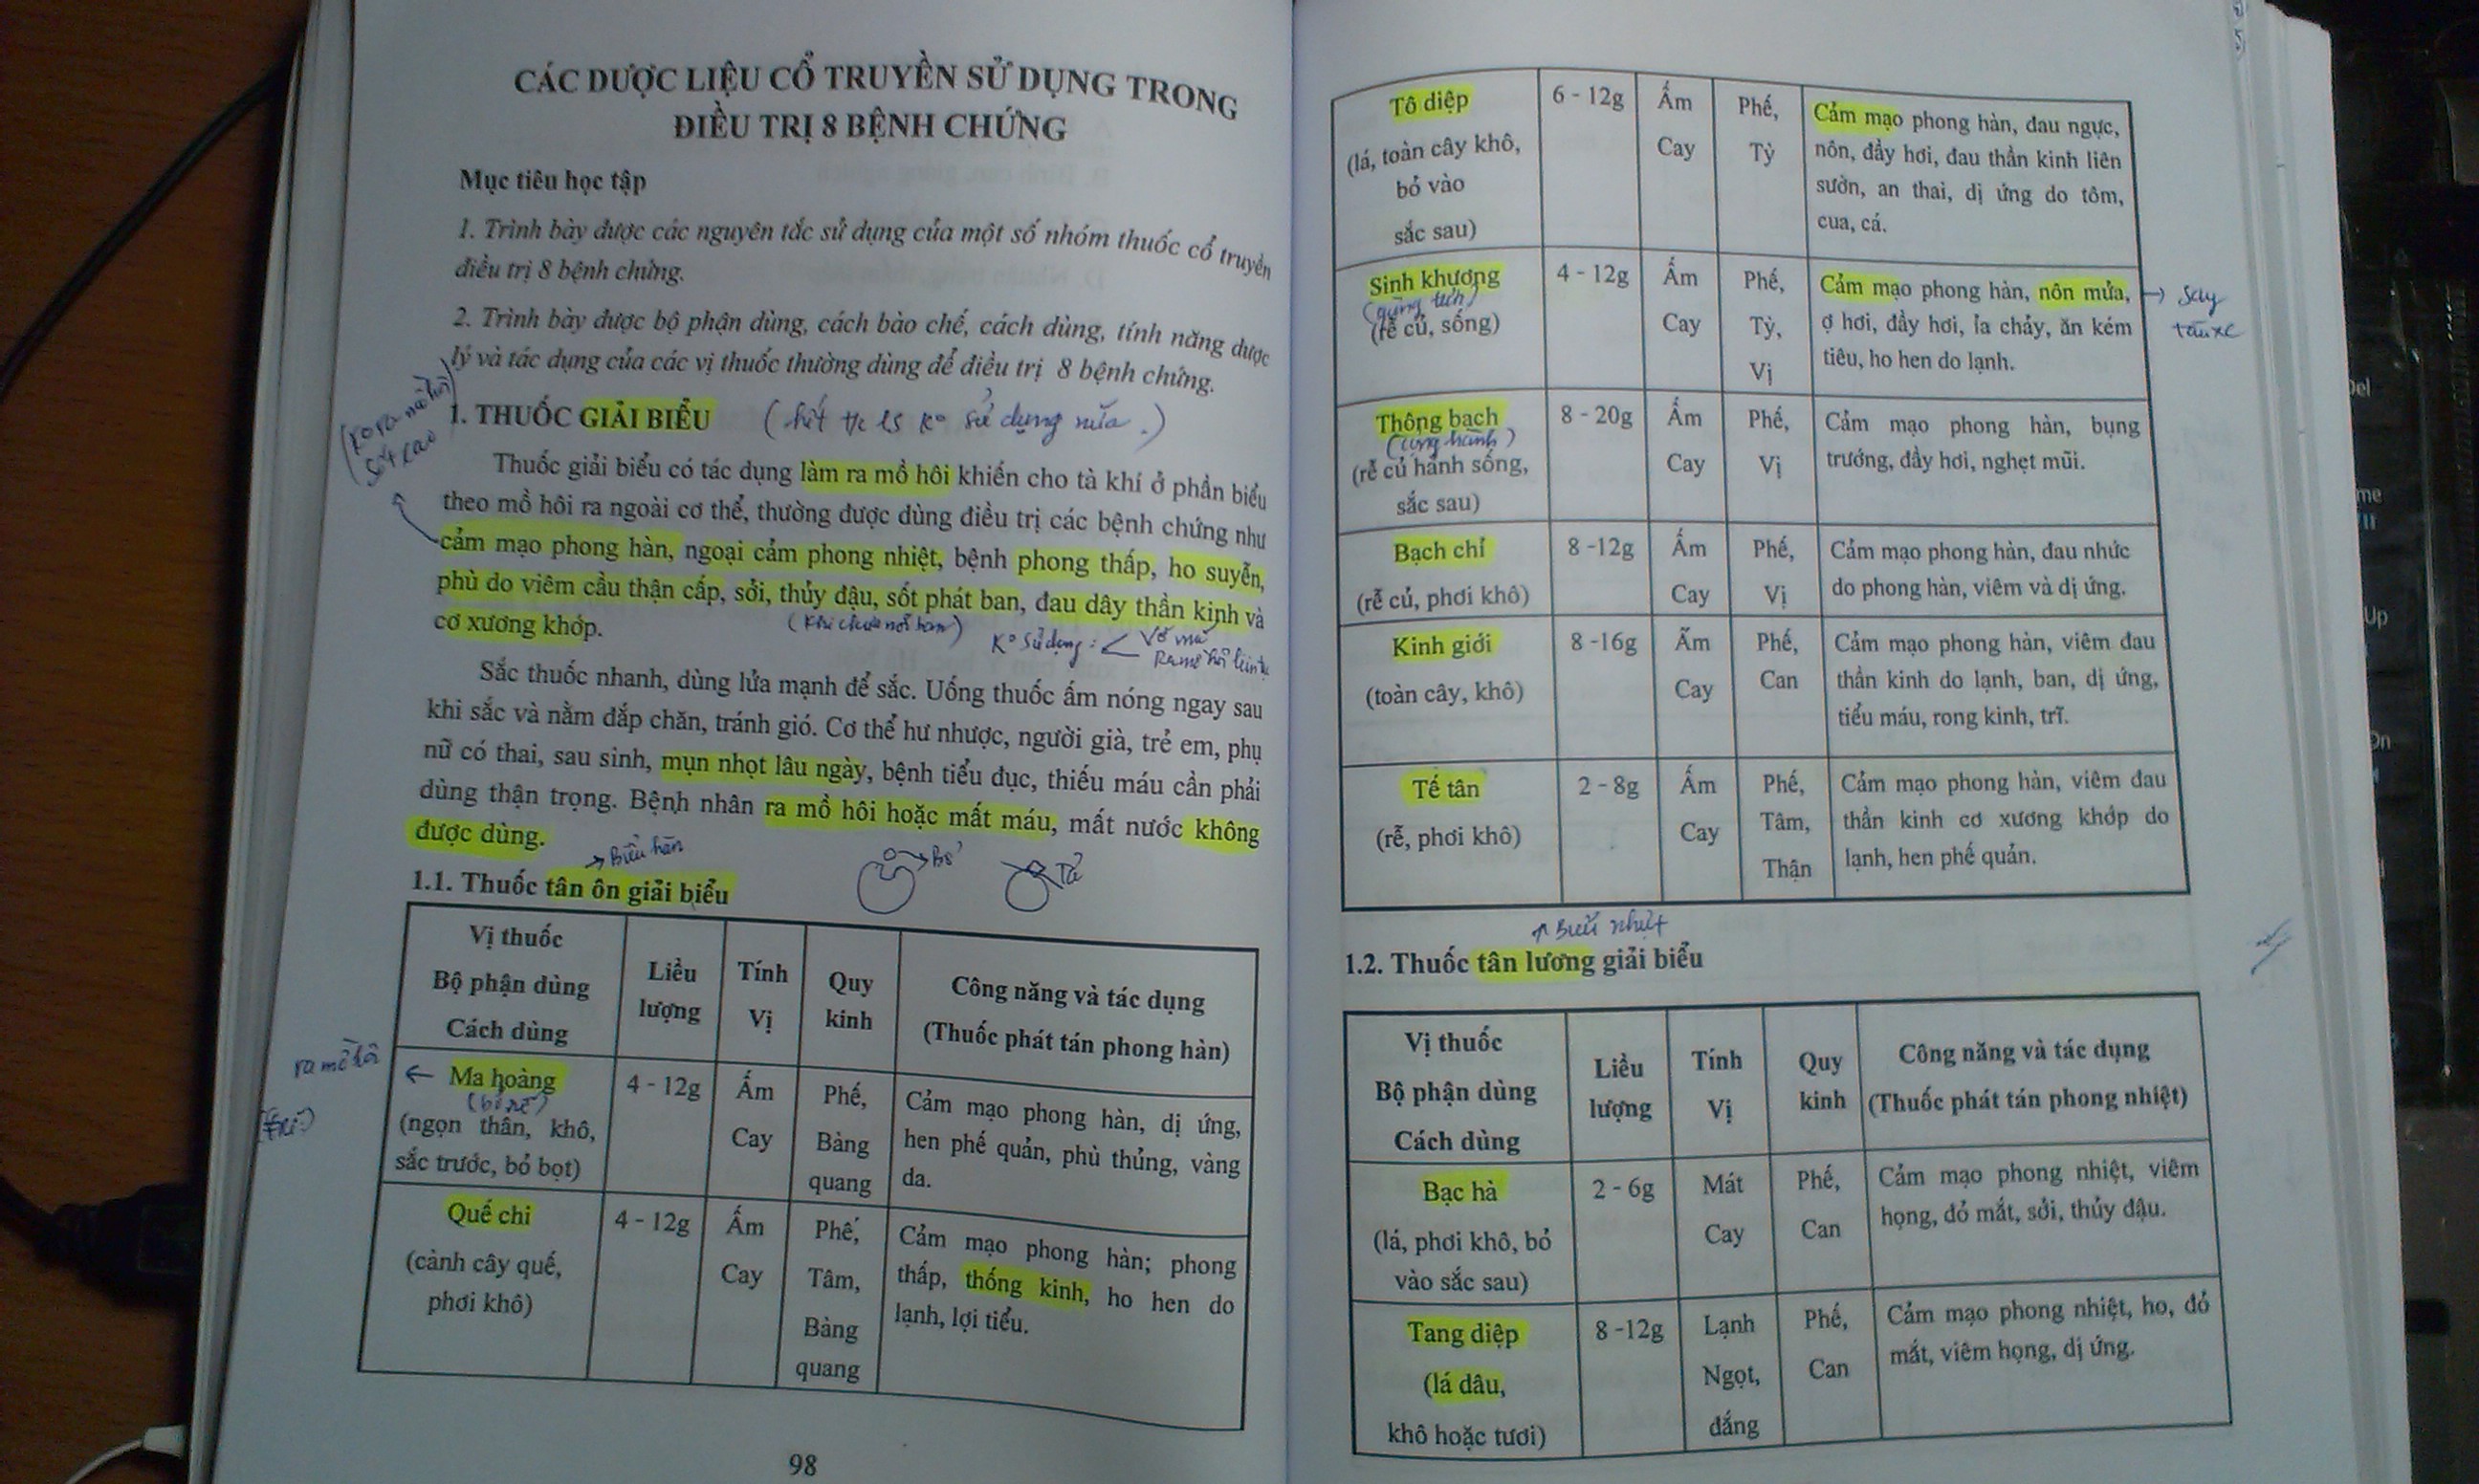 CÁC DƯỢC LIỆU CỔ TRUYỀN SỬ DỤNG TRONG
ĐIỀU TRỊ 8 BỆNH CHỨNG
Mục tiêu học tập
1. Trình bày được các nguyên tắc sử dụng của một số nhóm thuốc cổ truyền
điều trị 8 bệnh chứng.
2. Trình bày được bộ phận dùng, cách bào chế, cách dùng, tính năng dược
lý và tác dụng của các vị thuốc thường dùng để điều trị 8 bệnh chứng.
1. THUỐC GIẢI BIỂU (hết t/c LS K° sử dụng nữa.)
sốt cao
Thuốc giải biểu có tác dụng làm ra mồ hôi khiến cho tà khí ở phần biểu
theo mồ hôi ra ngoài cơ thể, thường được dùng điều trị các bệnh chứng như
cảm mạo phong hàn, ngoại cảm phong nhiệt, bệnh phong thấp, ho suyễn,
phù do viêm cầu thận cấp, sởi, thủy đậu, sốt phát ban, đau dây thần kinh và
cơ xương khớp.
K° sử dụng:
Sắc thuốc nhanh, dùng lửa mạnh để sắc. Uống thuốc ấm nóng ngay sau
khi sắc và nằm đắp chăn, tránh gió. Cơ thể hư nhược, người già, trẻ em, phụ
nữ có thai, sau sinh, mụn nhọt lâu ngày, bệnh tiểu đục, thiếu máu cần phải
dùng thận trọng. Bệnh nhân ra mồ hôi hoặc mất máu, mất nước không
được dùng.
→ Biểu hàn
Bổ
Tả
1.1. Thuốc tân ôn giải biểu
Vị thuốc
Bộ phận dùng
Cách dùng
Liều
lượng
Tính
Vị
Quy
kinh
Công năng và tác dụng
(Thuốc phát tán phong hàn)
ra mồ hôi
← Ma hoàng
(bỏ rễ)
(ngọn thân, khô,
sắc trước, bỏ bọt)
4 - 12g
Ấm
Cay
Phế,
Bàng
quang
Cảm mạo phong hàn, dị ứng,
hen phế quản, phù thũng, vàng
da.
Quế chi
(cành cây quế,
phơi khô)
4 - 12g
Ấm
Cay
Phế,
Tâm,
Bàng
quang
Cảm mạo phong hàn; phong
thấp, thống kinh, ho hen do
lạnh, lợi tiểu.
98
Tô diệp
(lá, toàn cây khô,
bỏ vào
sắc sau)
6 - 12g
Ấm
Cay
Phế,
Tỳ
Cảm mạo phong hàn, đau ngực,
nôn, đầy hơi, đau thần kinh liên
sườn, an thai, dị ứng do tôm,
cua, cá.
Sinh khương
(gừng tươi)
(rễ củ, sống)
4 - 12g
Ấm
Cay
Phế,
Tỳ,
Vị
Cảm mạo phong hàn, nôn mửa,
ợ hơi, đầy hơi, ỉa chảy, ăn kém
tiêu, ho hen do lạnh.
→ say
tàu xe
Thông bạch
(củ hành)
(rễ củ hành sống,
sắc sau)
8 - 20g
Ấm
Cay
Phế,
Vị
Cảm mạo phong hàn, bụng
trướng, đầy hơi, nghẹt mũi.
Bạch chỉ
(rễ củ, phơi khô)
8 -12g
Ấm
Cay
Phế,
Vị
Cảm mạo phong hàn, đau nhức
do phong hàn, viêm và dị ứng.
Kinh giới
(toàn cây, khô)
8 -16g
Ấm
Cay
Phế,
Can
Cảm mạo phong hàn, viêm đau
thần kinh do lạnh, ban, dị ứng,
tiểu máu, rong kinh, trĩ.
Tế tân
(rễ, phơi khô)
2 - 8g
Ấm
Cay
Phế,
Tâm,
Thận
Cảm mạo phong hàn, viêm đau
thần kinh cơ xương khớp do
lạnh, hen phế quản.
↑ Biểu nhiệt
1.2. Thuốc tân lương giải biểu
Vị thuốc
Bộ phận dùng
Cách dùng
Liều
lượng
Tính
Vị
Quy
kinh
Công năng và tác dụng
(Thuốc phát tán phong nhiệt)
Bạc hà
(lá, phơi khô, bỏ
vào sắc sau)
2 - 6g
Mát
Cay
Phế,
Can
Cảm mạo phong nhiệt, viêm
họng, đỏ mắt, sởi, thủy đậu.
Tang diệp
(lá dâu,
khô hoặc tươi)
8 -12g
Lạnh
Ngọt,
đắng
Phế,
Can
Cảm mạo phong nhiệt, ho, đỏ
mắt, viêm họng, dị ứng.